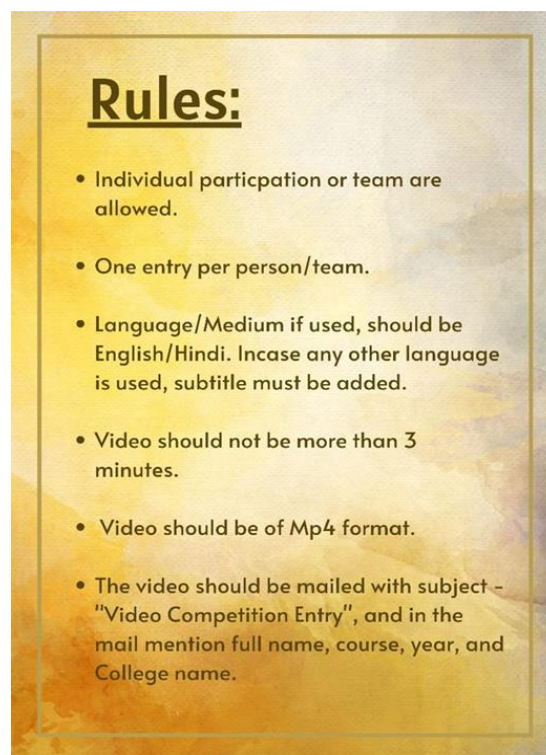 Rules:
• Individual particpation or team are
allowed.
• One entry per person/team.
• Language/Medium if used, should be
English/Hindi. Incase any other language
is used, subtitle must be added.
• Video should not be more than 3
minutes.
• Video should be of Mp4 format.
• The video should be mailed with subject -
"Video Competition Entry", and in the
mail mention full name, course, year, and
College name.